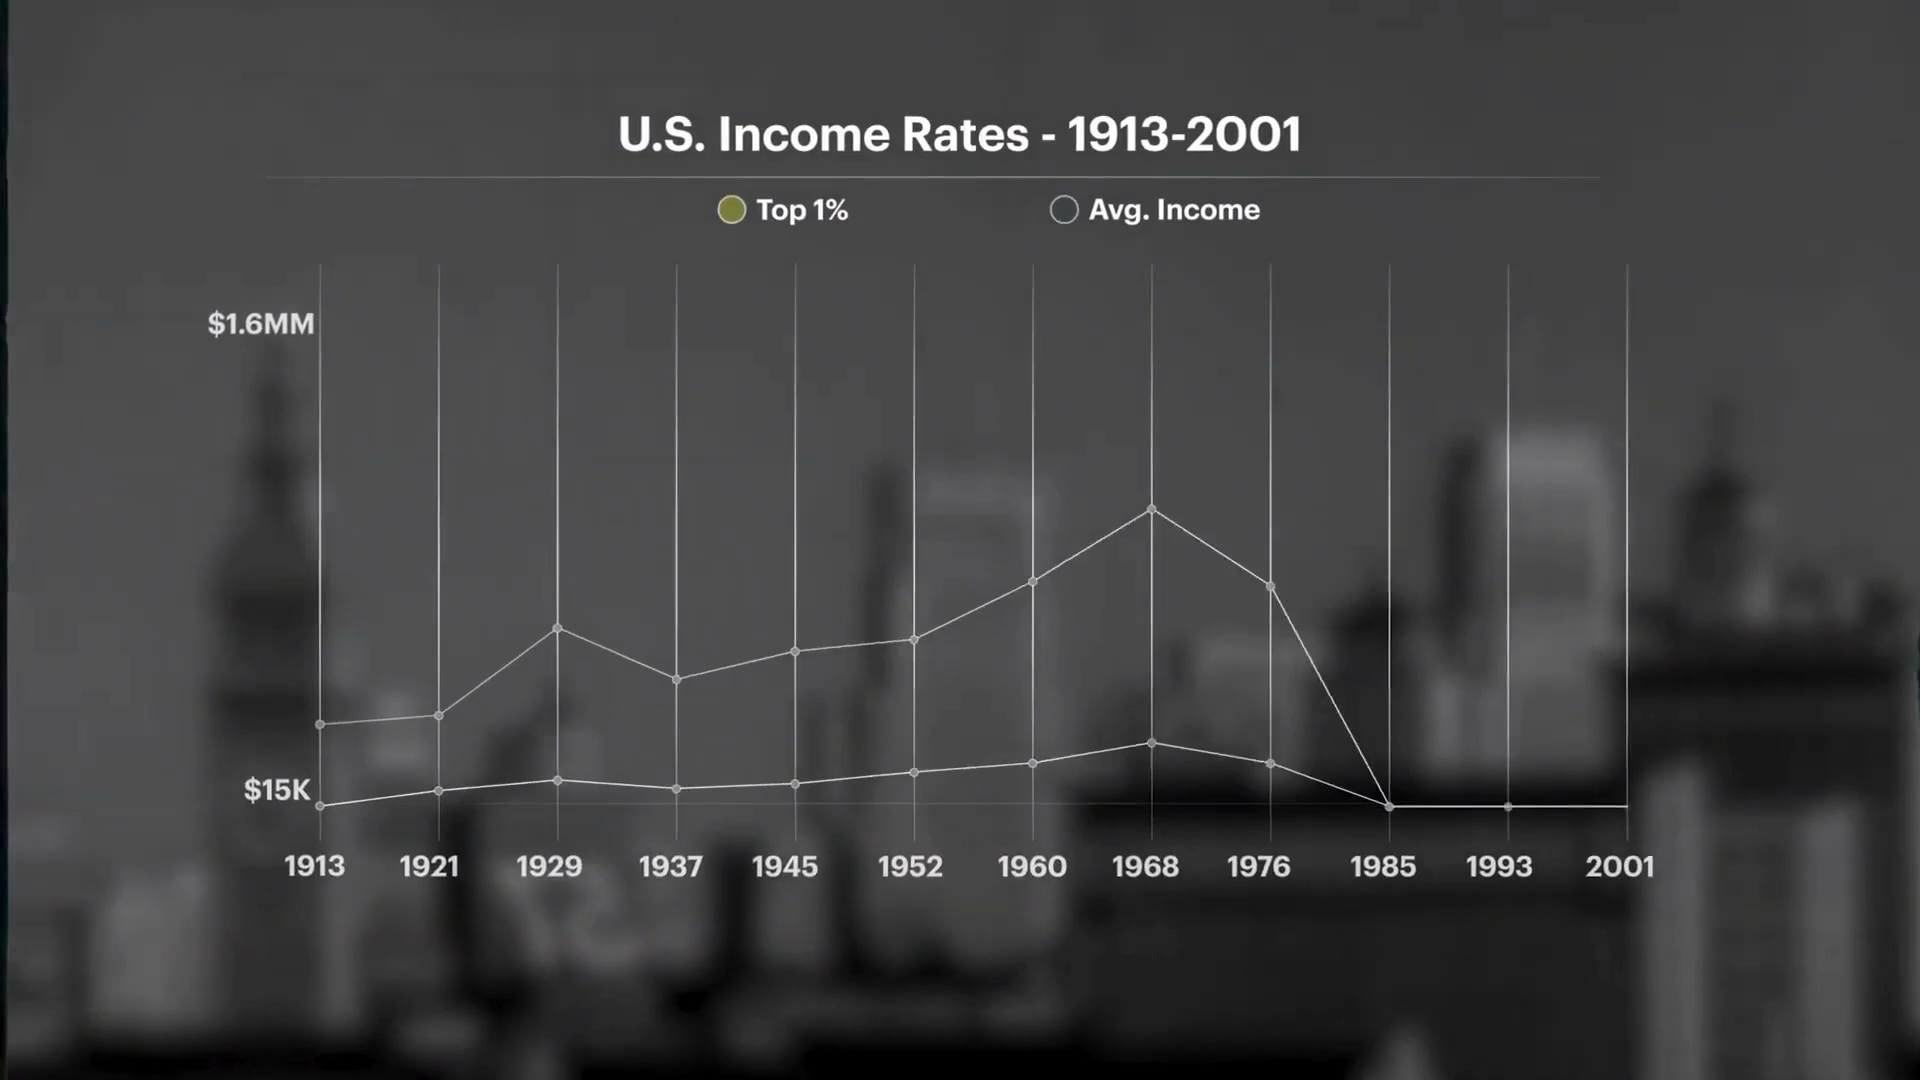 U.S. Income Rates - 1913-2001
Top 1% Avg. Income
$1.6MM
$15K
1913 1921 1929 1937 1945 1952 1960 1968 1976 1985 1993 2001